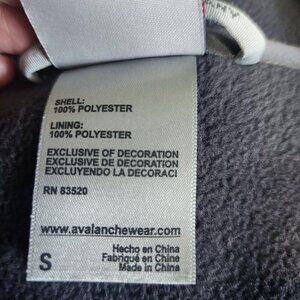 SHELL:
100% POLYESTER
LINING:
100% POLYESTER
EXCLUSIVE OF DECORATION
EXCLUSIVE DE DECORATION
EXCLUYENDO LA DECORACI
RN 83520
www.avalanchewear.com
Hecho en China
Fabriqué en Chine
S Made in China